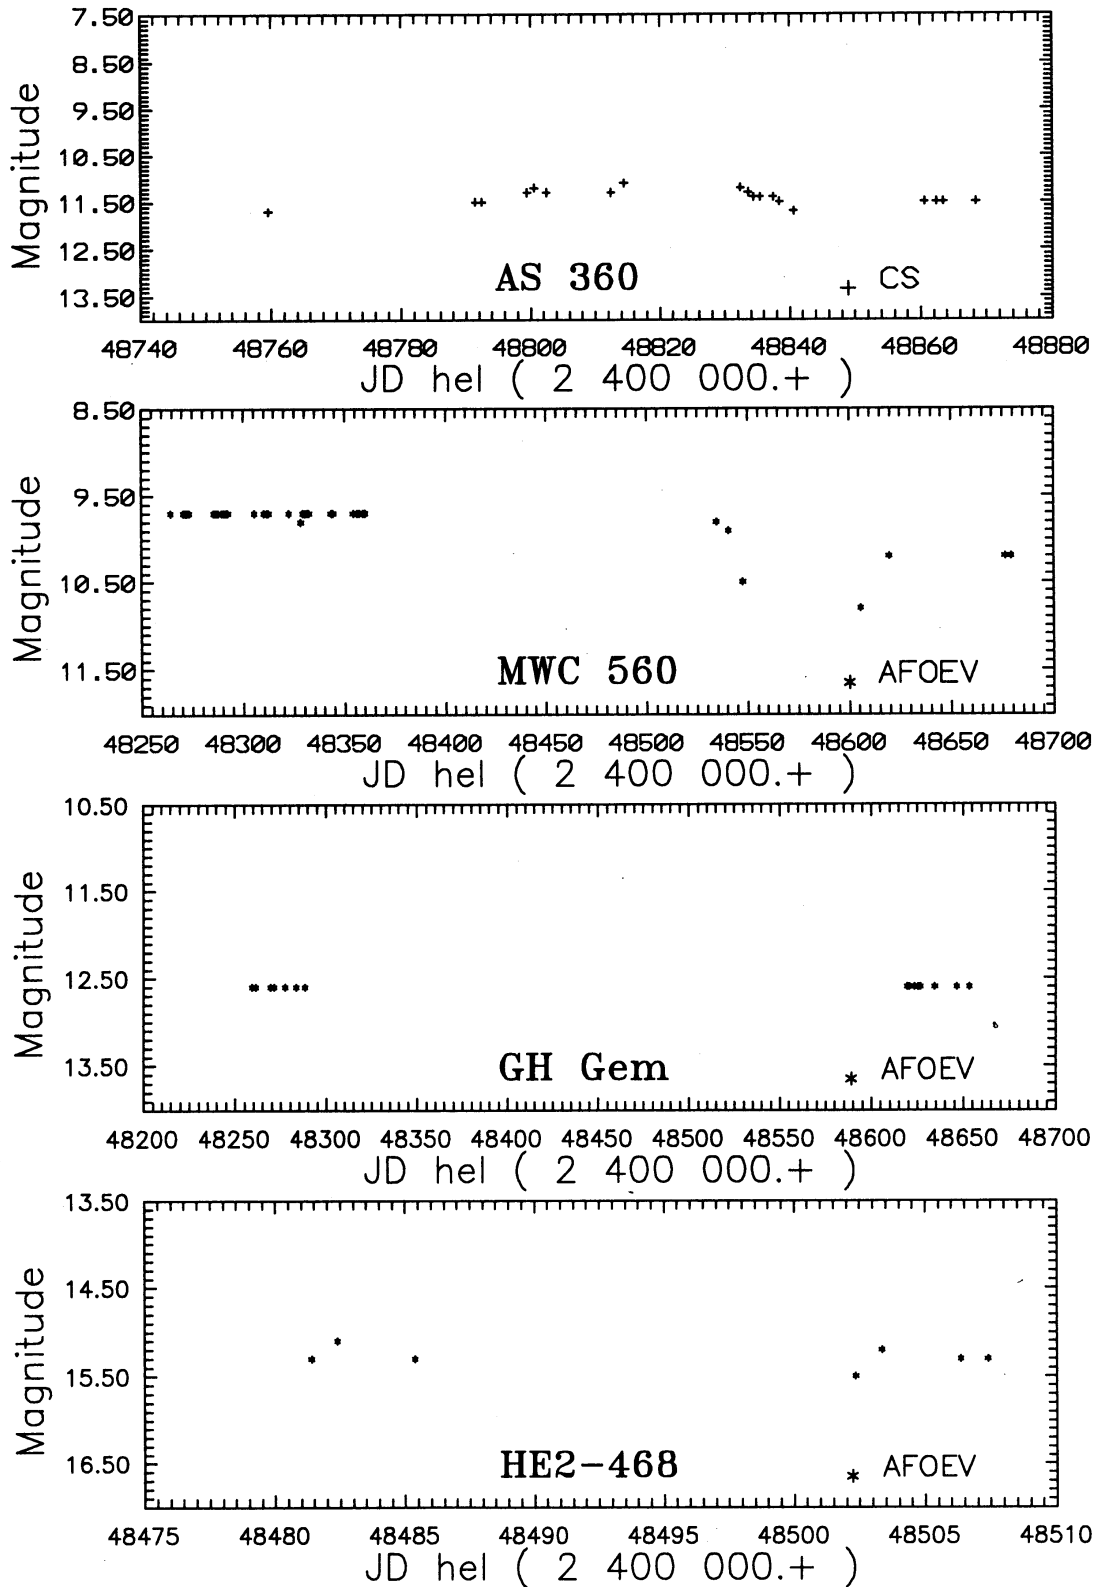 7.50
8.50
9.50
10.50
11.50
12.50
13.50
Magnitude
AS 360
+ CS
48740 48760 48780 48800 48820 48840 48860 48880
JD hel ( 2 400 000.+ )
8.50
9.50
10.50
11.50
Magnitude
MWC 560
* AFOEV
48250 48300 48350 48400 48450 48500 48550 48600 48650 48700
JD hel ( 2 400 000.+ )
10.50
11.50
12.50
13.50
Magnitude
GH Gem
* AFOEV
48200 48250 48300 48350 48400 48450 48500 48550 48600 48650 48700
JD hel ( 2 400 000.+ )
13.50
14.50
15.50
16.50
Magnitude
HE2-468
* AFOEV
48475 48480 48485 48490 48495 48500 48505 48510
JD hel ( 2 400 000.+ )